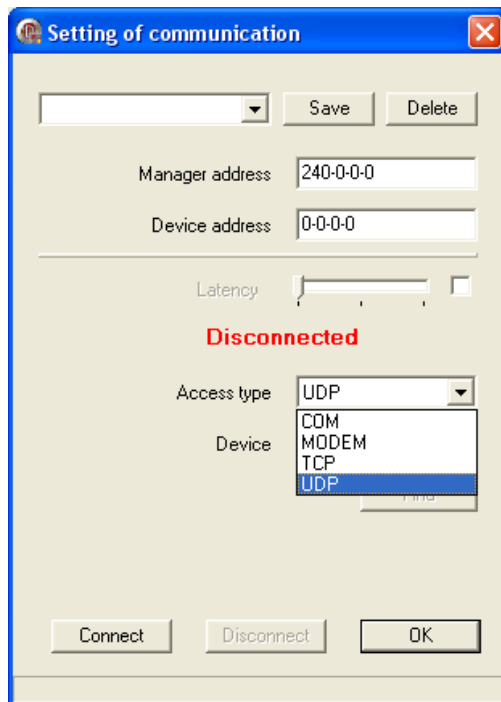 Setting of communication
Save
Delete
Manager address
240-0-0-0
Device address
0-0-0-0
Latency
Disconnected
Access type
UDP
COM
Device
MODEM
TCP
UDP
Connect
Disconnect
OK